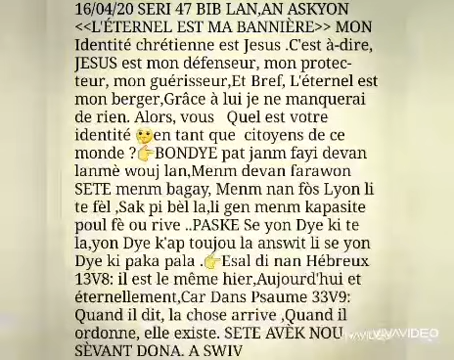 16/04/20 SERI 47 BIB LAN,AN ASKYON
<<L'ÉTERNEL EST MA BANNIÈRE>> MON
Identité chrétienne est Jesus .C'est à-dire,
JESUS est mon défenseur, mon protec-
teur, mon guérisseur,Et Bref, L'éternel est
mon berger,Grâce à lui je ne manquerai
de rien. Alors, vous Quel est votre
identité 🤔en tant que citoyens de ce
monde ?👉BONDYE pat janm fayi devan
lanmè wouj lan,Menm devan farawon
SETE menm bagay, Menm nan fòs Lyon li
te fèl ,Sak pi bèl la,li gen menm kapasite
poul fè ou rive ..PASKE Se yon Dye ki te
la,yon Dye k'ap toujou la answit li se yon
Dye ki paka pala .👉Esal di nan Hébreux
13V8: il est le même hier,Aujourd'hui et
éternellement,Car Dans Psaume 33V9:
Quand il dit, la chose arrive ,Quand il
ordonne, elle existe. SETE AVÈK NOU
SÈVANT DONA. A SWIV
VIVAVIDEO